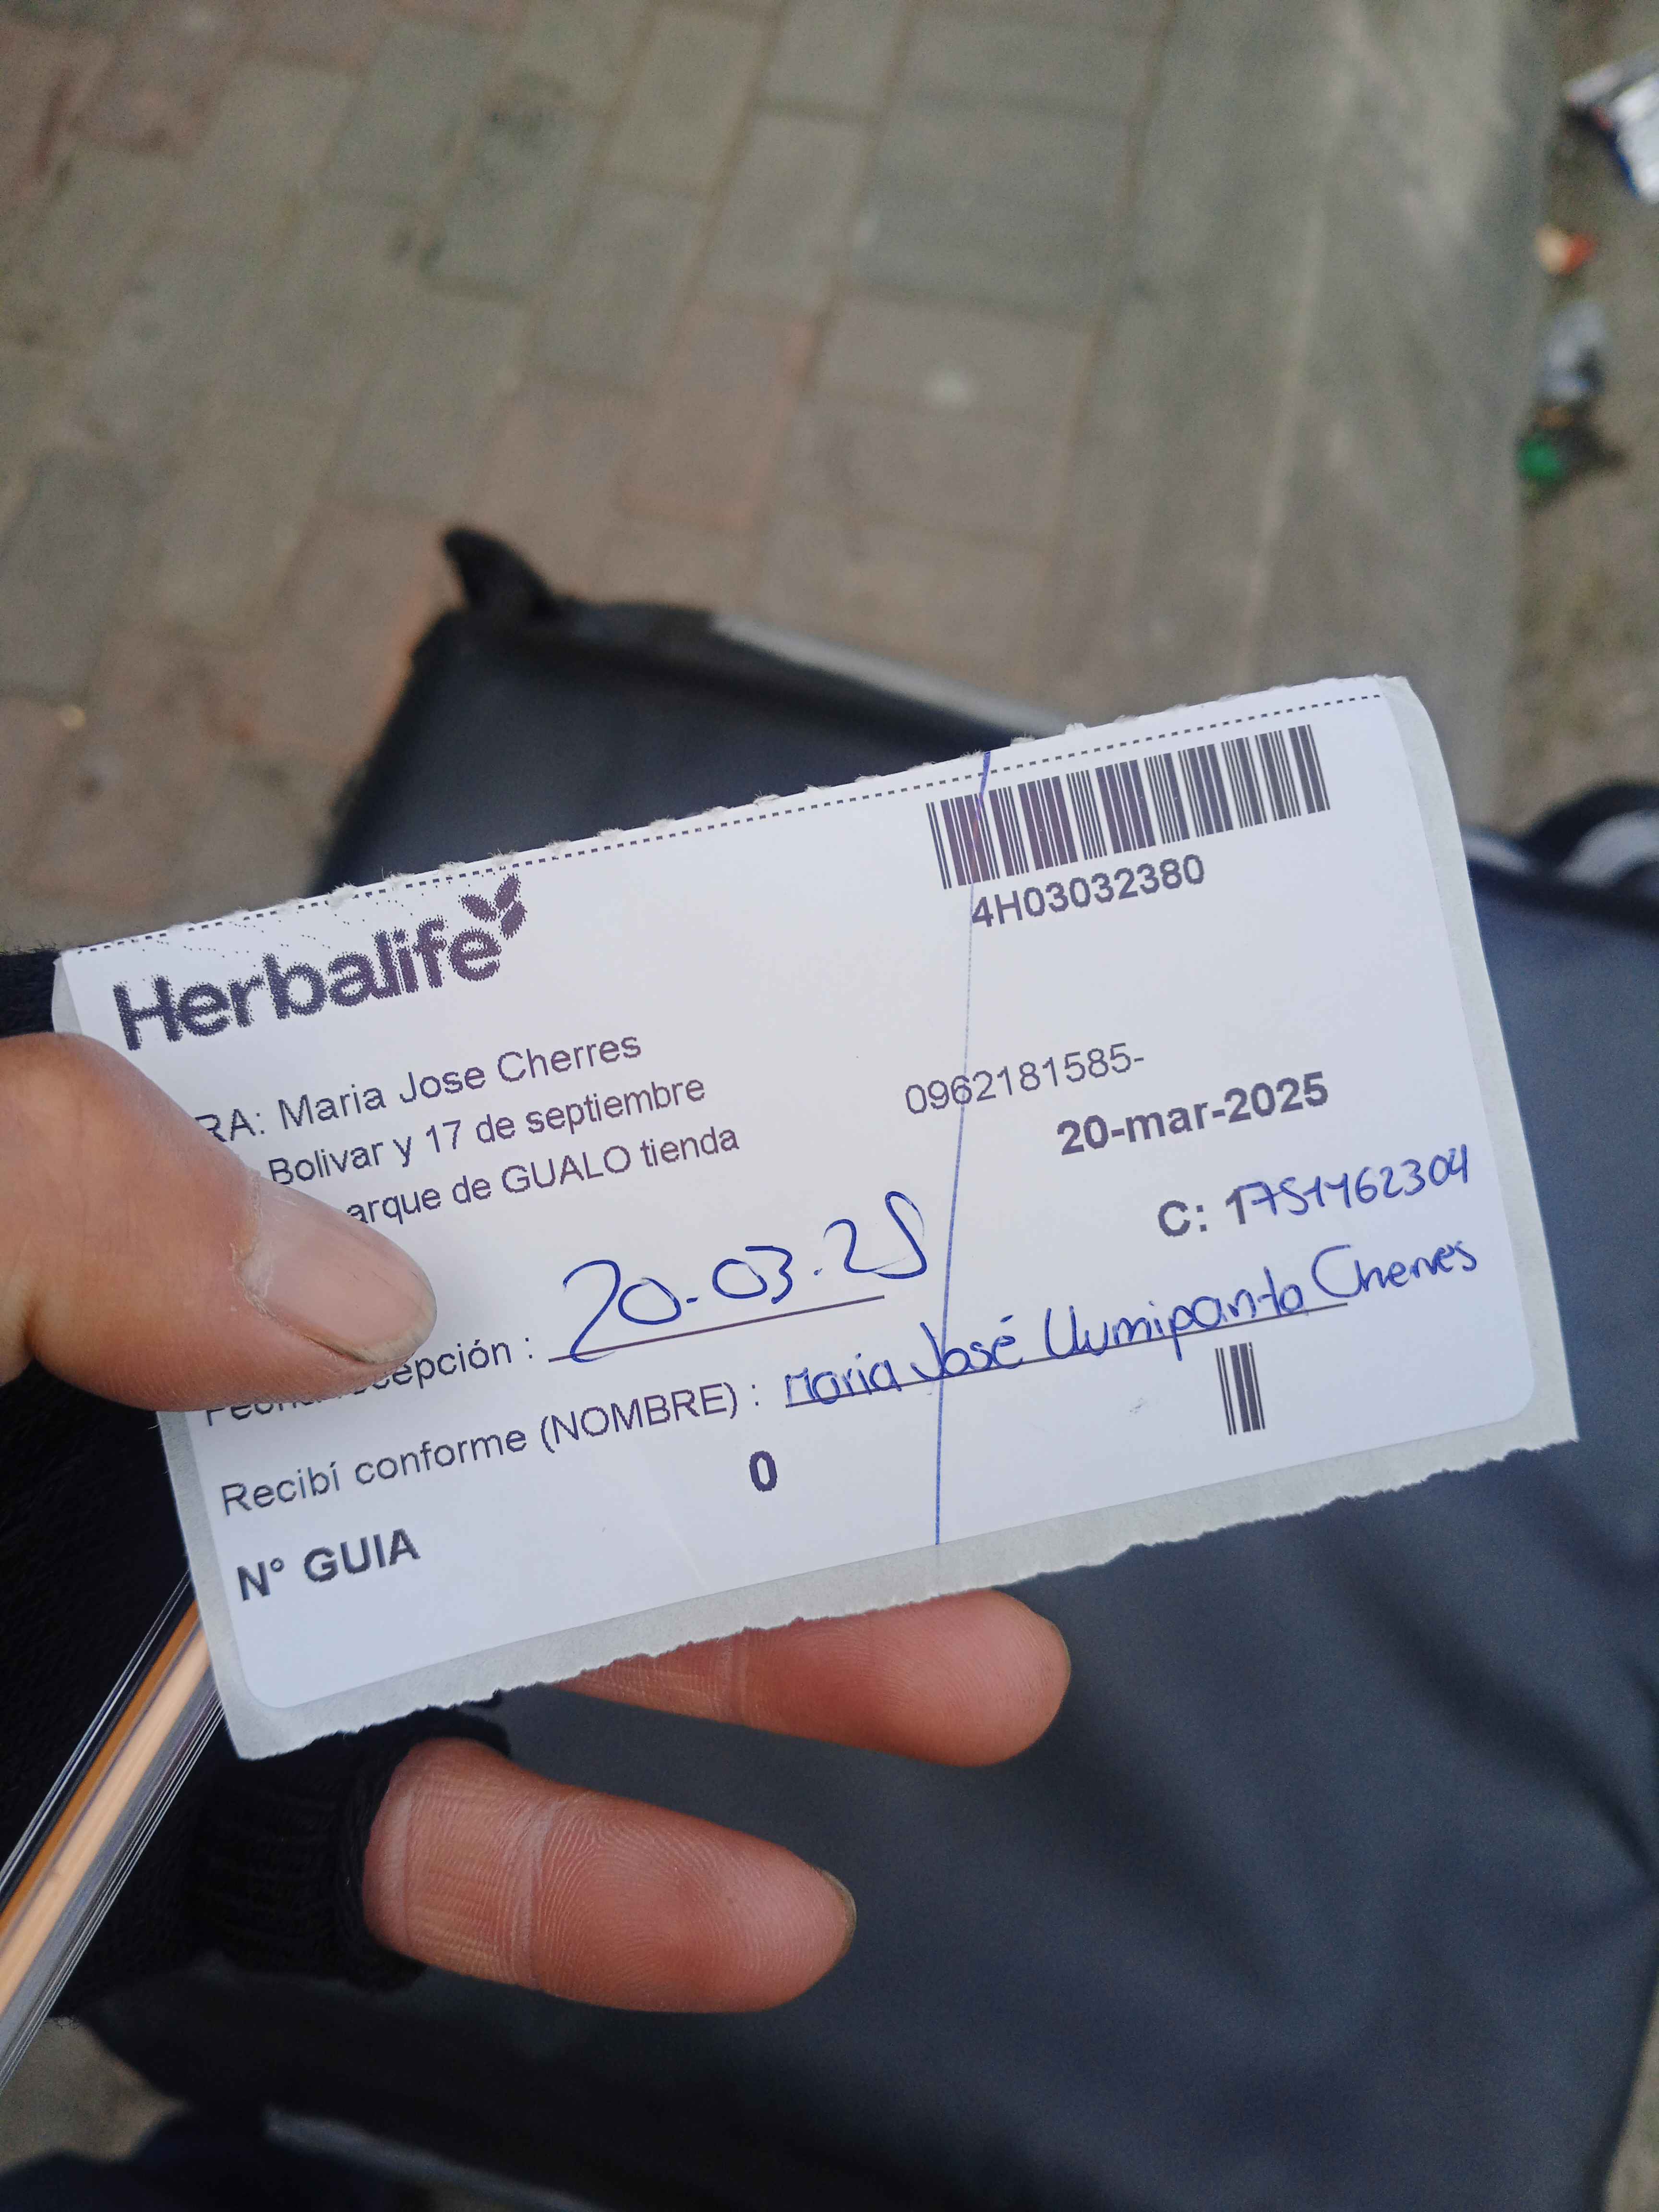 4H03032380
Herbalife
RA: Maria Jose Cherres
0962181585-
Bolivar y 17 de septiembre
20-mar-2025
arque de GUALO tienda
C: 1751462304
epción : 20-03-25
Recibí conforme (NOMBRE) : Maria José Llumipanta Cherres
N° GUIA 0